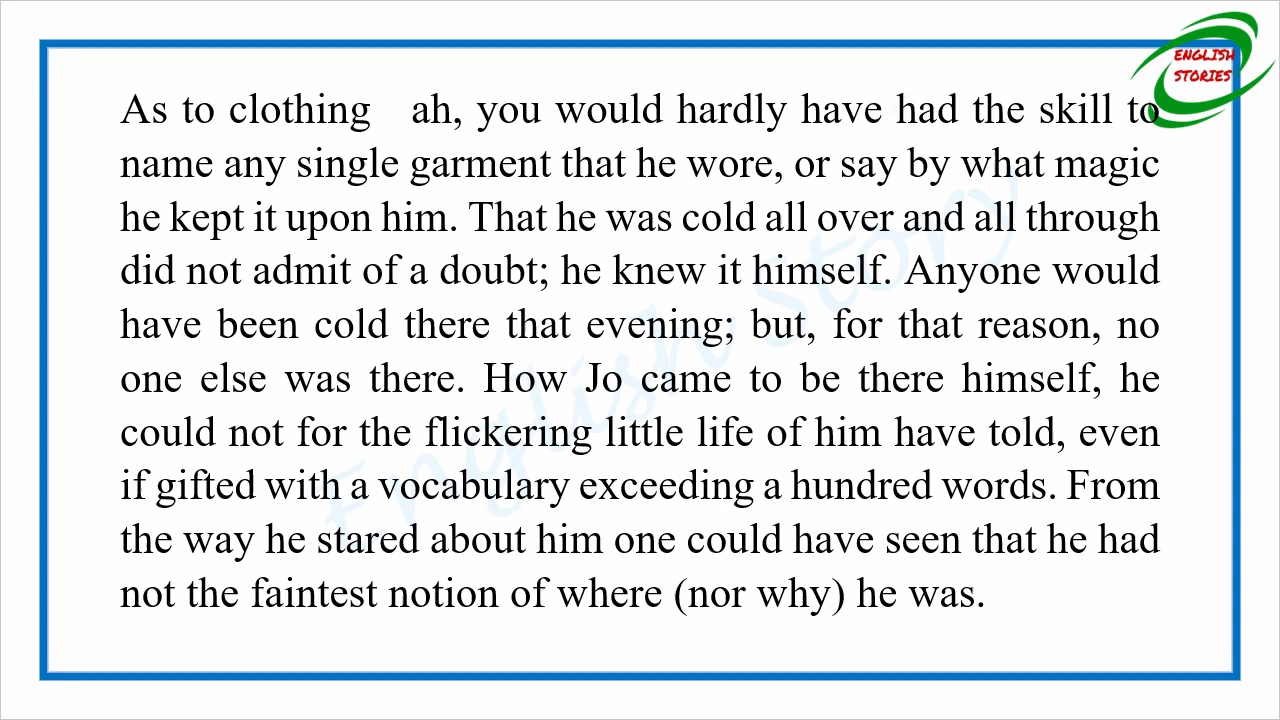 ENGLISH
STORIES
As to clothing ah, you would hardly have had the skill to
name any single garment that he wore, or say by what magic
he kept it upon him. That he was cold all over and all through
did not admit of a doubt; he knew it himself. Anyone would
have been cold there that evening; but, for that reason, no
one else was there. How Jo came to be there himself, he
could not for the flickering little life of him have told, even
if gifted with a vocabulary exceeding a hundred words. From
the way he stared about him one could have seen that he had
not the faintest notion of where (nor why) he was.
English Story